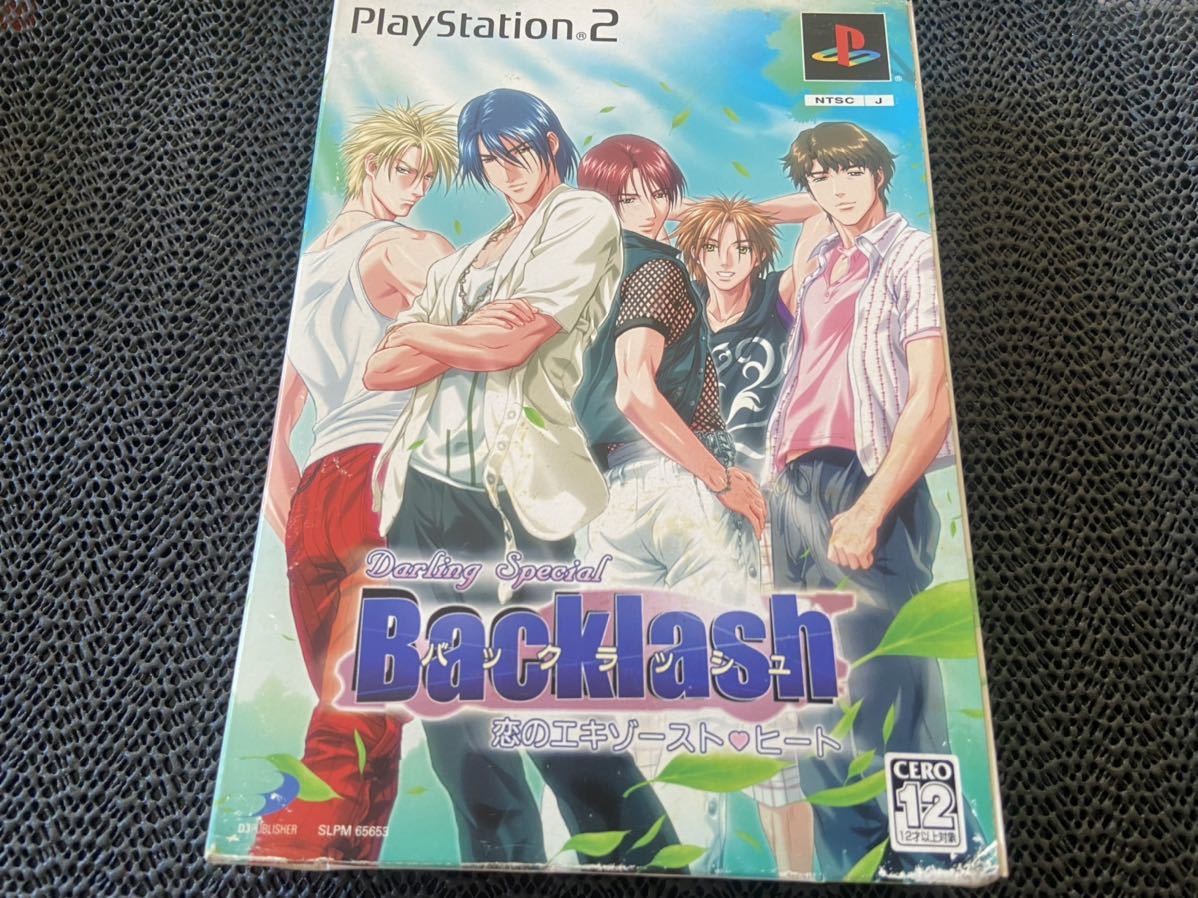 PlayStation®2
NTSC J
Darling Special
Backlash
バックラッシュ
恋のエキゾースト♥ヒート
D3 PUBLISHER SLPM 65653
CERO
12
12才以上対象